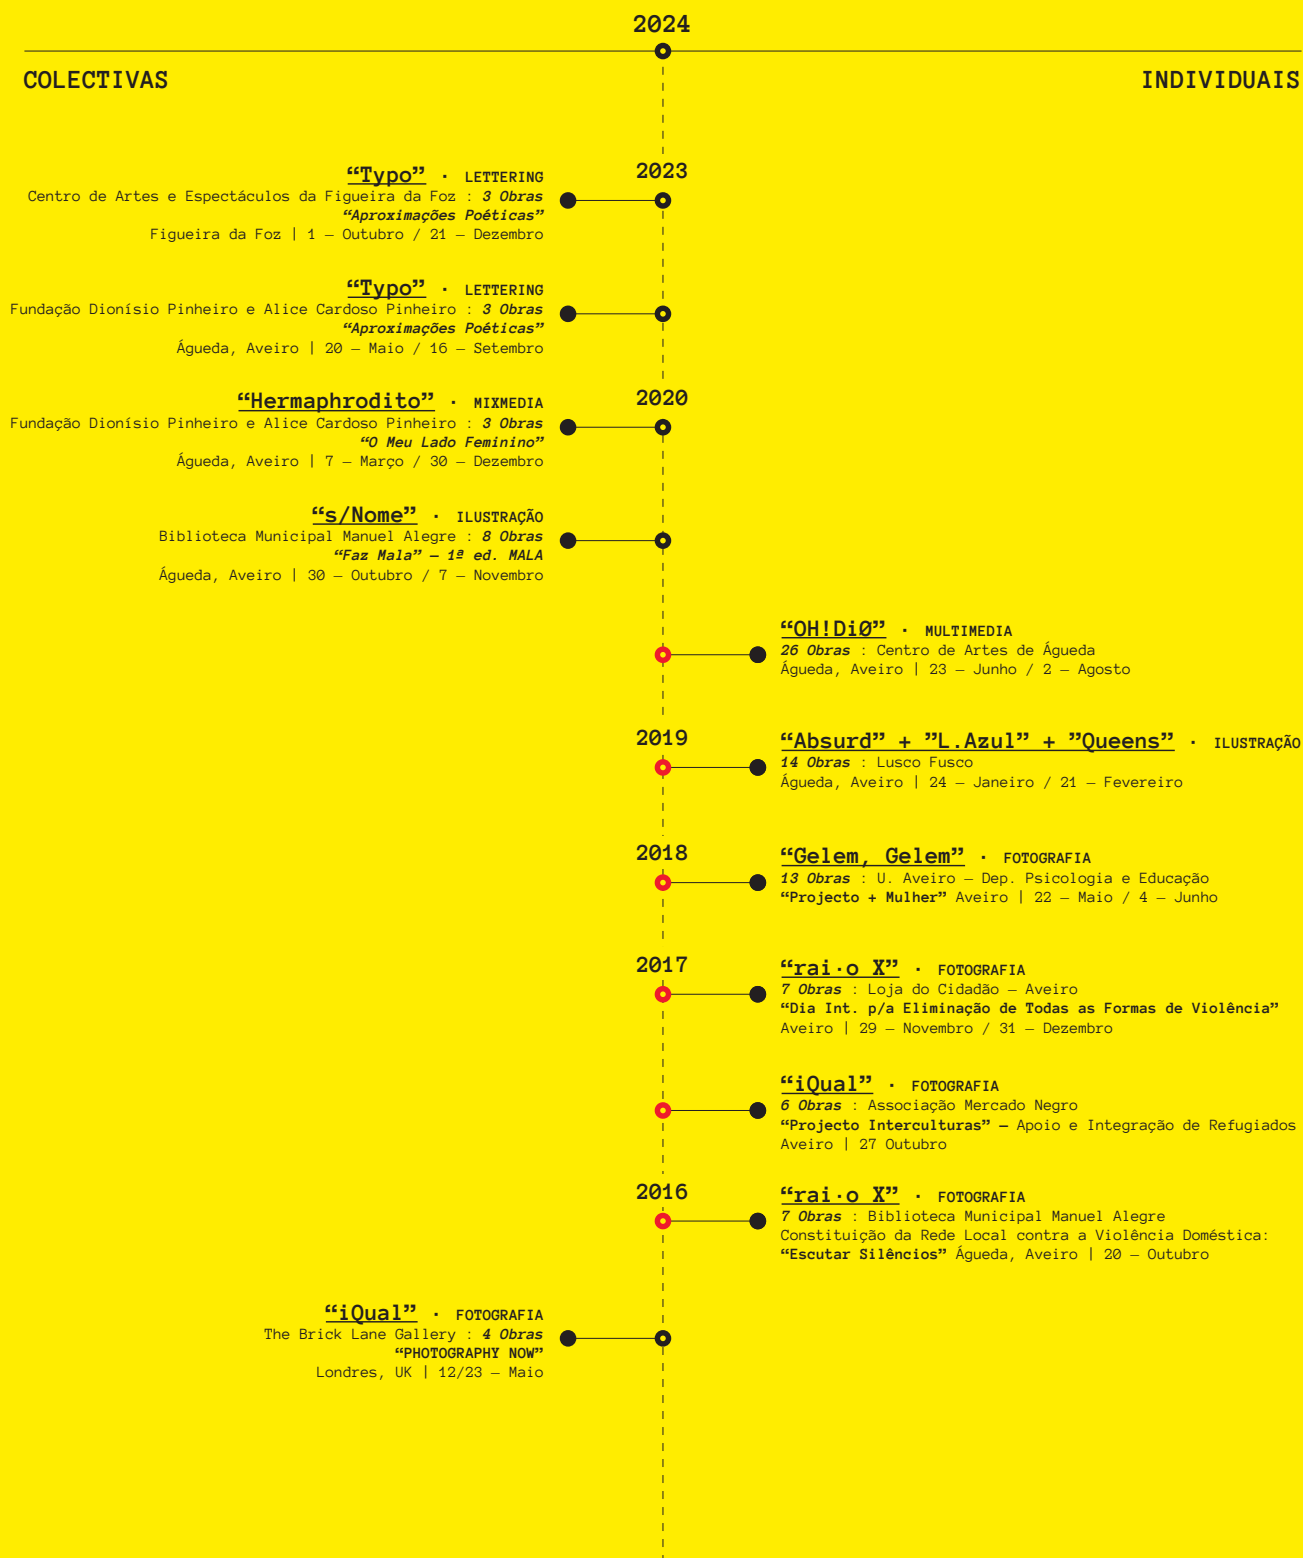 2024
COLECTIVAS
INDIVIDUAIS
2023
“Typo” · LETTERING
Centro de Artes e Espectáculos da Figueira da Foz : 3 Obras
“Aproximações Poéticas”
Figueira da Foz | 1 — Outubro / 21 — Dezembro
“Typo” · LETTERING
Fundação Dionísio Pinheiro e Alice Cardoso Pinheiro : 3 Obras
“Aproximações Poéticas”
Águeda, Aveiro | 20 — Maio / 16 — Setembro
2020
“Hermaphrodito” · MIXMEDIA
Fundação Dionísio Pinheiro e Alice Cardoso Pinheiro : 3 Obras
“O Meu Lado Feminino”
Águeda, Aveiro | 7 — Março / 30 — Dezembro
“s/Nome” · ILUSTRAÇÃO
Biblioteca Municipal Manuel Alegre : 8 Obras
“Faz Mala” — 1ª ed. MALA
Águeda, Aveiro | 30 — Outubro / 7 — Novembro
“OH!DiØ” · MULTIMEDIA
26 Obras : Centro de Artes de Águeda
Águeda, Aveiro | 23 — Junho / 2 — Agosto
2019
“Absurd” + ”L.Azul” + ”Queens” · ILUSTRAÇÃO
14 Obras : Lusco Fusco
Águeda, Aveiro | 24 — Janeiro / 21 — Fevereiro
2018
“Gelem, Gelem” · FOTOGRAFIA
13 Obras : U. Aveiro — Dep. Psicologia e Educação
“Projecto + Mulher” Aveiro | 22 — Maio / 4 — Junho
2017
“rai·o X” · FOTOGRAFIA
7 Obras : Loja do Cidadão — Aveiro
“Dia Int. p/a Eliminação de Todas as Formas de Violência”
Aveiro | 29 — Novembro / 31 — Dezembro
“iQual” · FOTOGRAFIA
6 Obras : Associação Mercado Negro
“Projecto Interculturas” — Apoio e Integração de Refugiados
Aveiro | 27 Outubro
2016
“rai·o X” · FOTOGRAFIA
7 Obras : Biblioteca Municipal Manuel Alegre
Constituição da Rede Local contra a Violência Doméstica:
“Escutar Silêncios” Águeda, Aveiro | 20 — Outubro
“iQual” · FOTOGRAFIA
The Brick Lane Gallery : 4 Obras
“PHOTOGRAPHY NOW”
Londres, UK | 12/23 — Maio